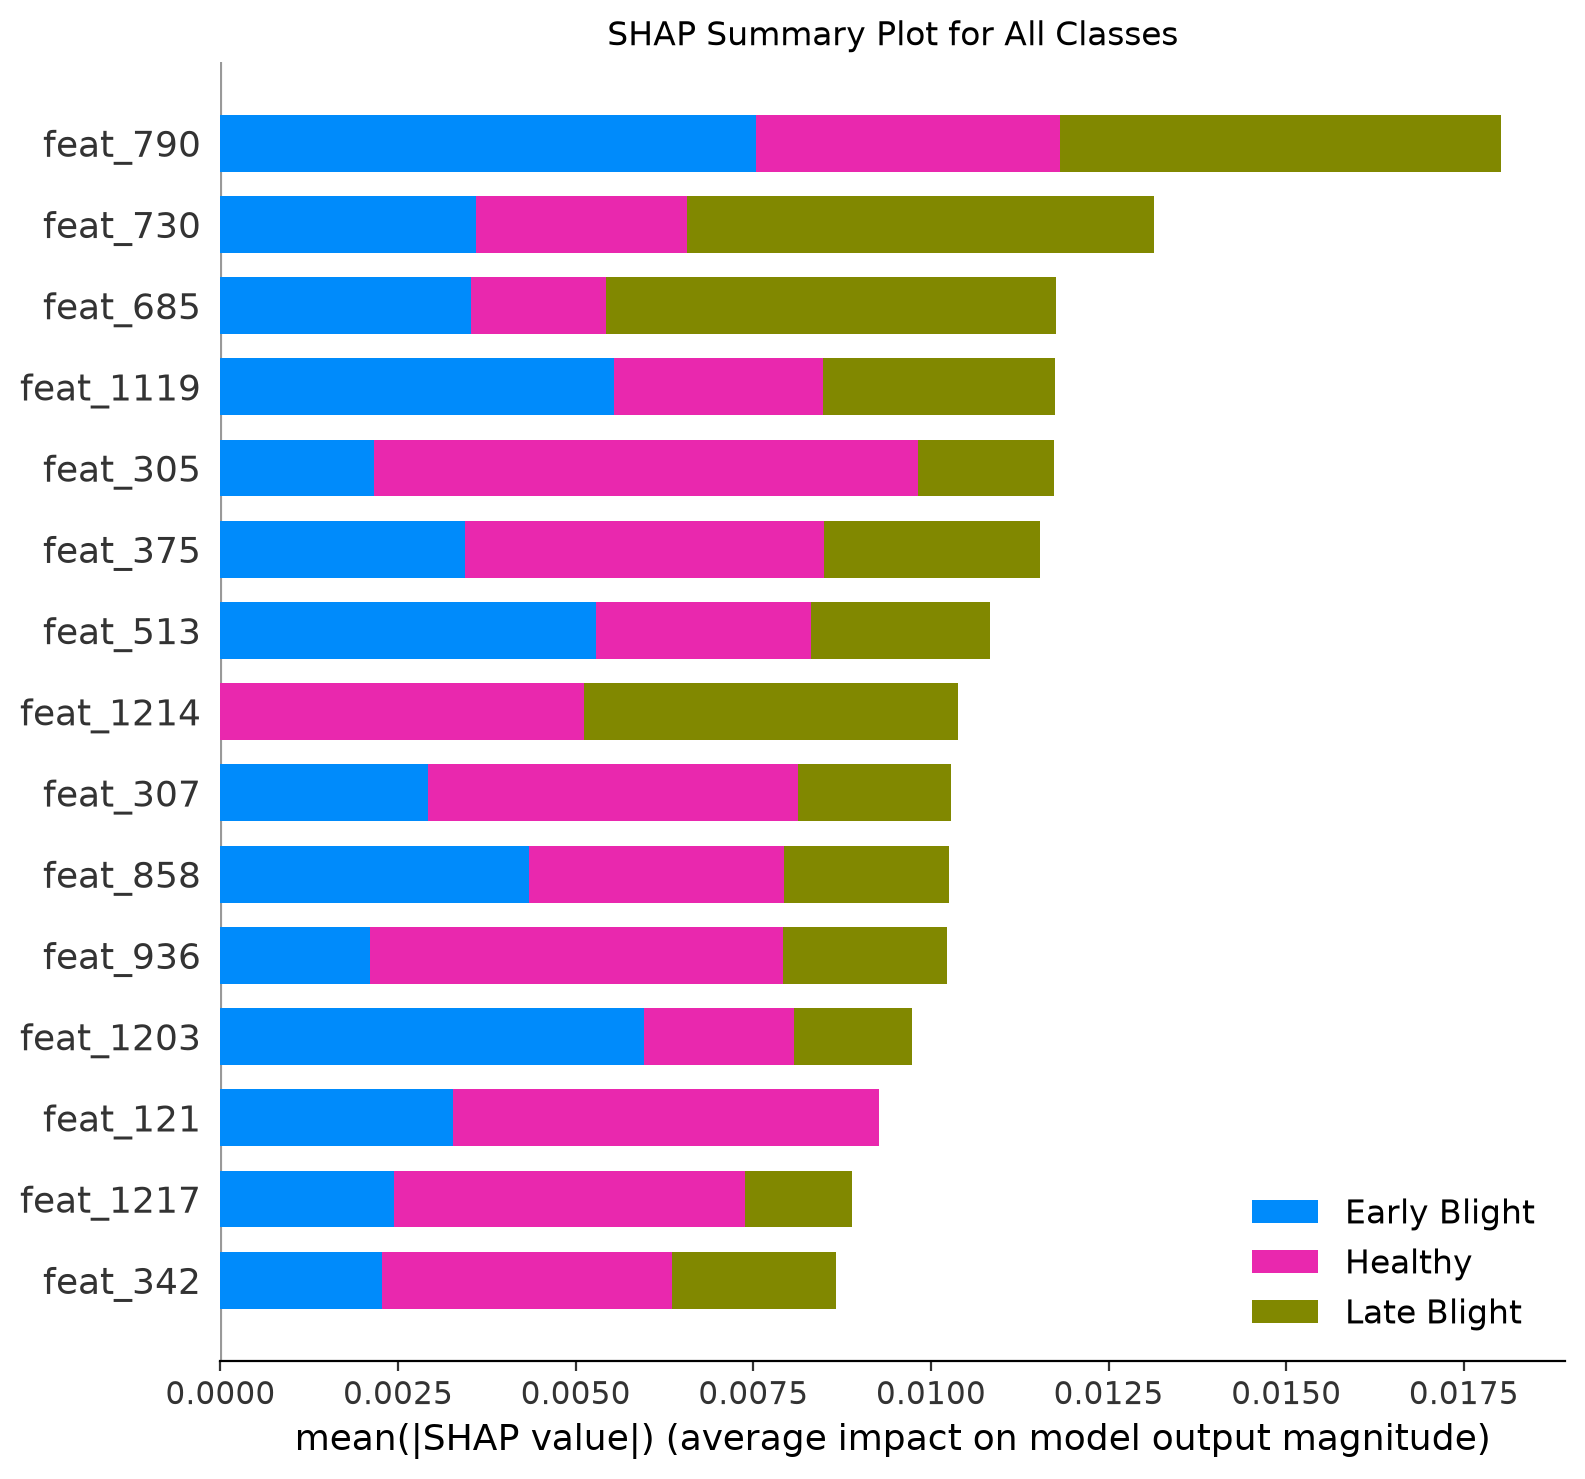 SHAP Summary Plot for All Classes
feat_790
feat_730
feat_685
feat_1119
feat_305
feat_375
feat_513
feat_1214
feat_307
feat_858
feat_936
feat_1203
feat_121
feat_1217
feat_342
Early Blight
Healthy
Late Blight
0.0000 0.0025 0.0050 0.0075 0.0100 0.0125 0.0150 0.0175
mean(|SHAP value|) (average impact on model output magnitude)